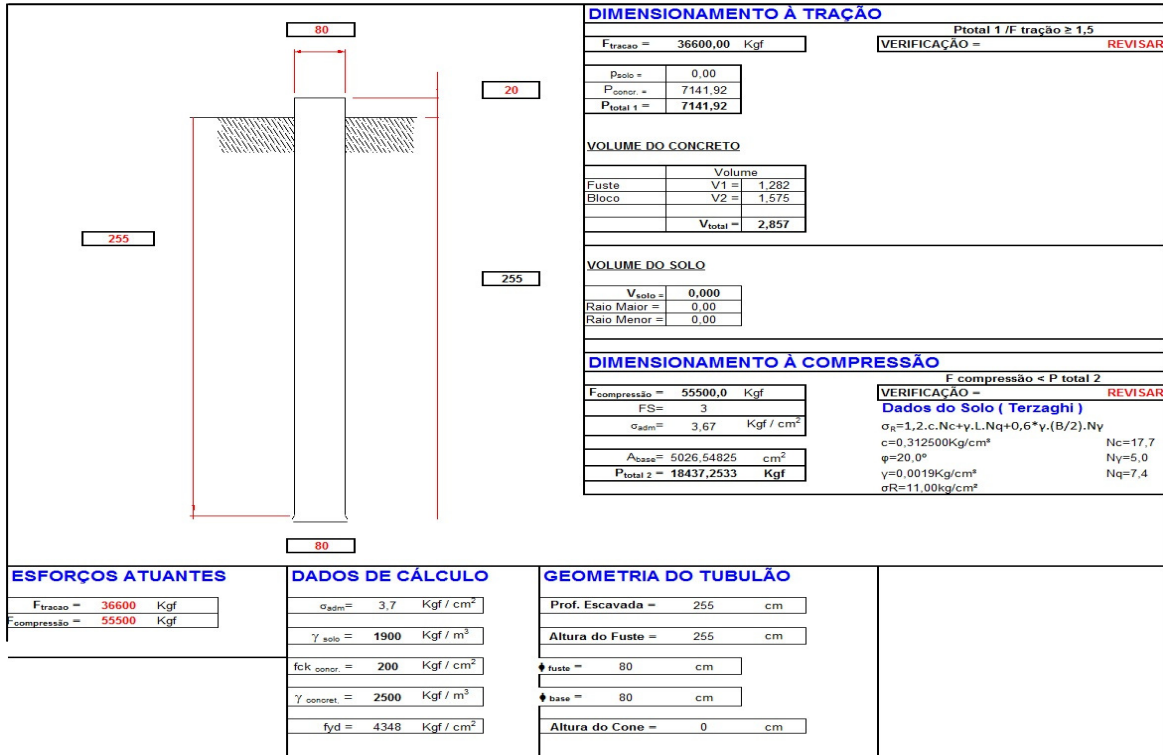 80
20
255
255
80
DIMENSIONAMENTO À TRAÇÃO
Ptotal 1 /F tração ≥ 1,5
Ftracao = 36600,00 Kgf
VERIFICAÇÃO = REVISAR
psolo = 0,00
Pconcr. = 7141,92
Ptotal 1 = 7141,92
VOLUME DO CONCRETO
Volume
Fuste V1 = 1,282
Bloco V2 = 1,575
Vtotal = 2,857
VOLUME DO SOLO
Vsolo = 0,000
Raio Maior = 0,00
Raio Menor = 0,00
DIMENSIONAMENTO À COMPRESSÃO
F compressão < P total 2
Fcompressão = 55500,0 Kgf
VERIFICAÇÃO = REVISAR
FS= 3
Dados do Solo ( Terzaghi )
σadm= 3,67 Kgf / cm²
σR=1,2.c.Nc+γ.L.Nq+0,6*γ.(B/2).Nγ
c=0,312500Kg/cm³ Nc=17,7
Abase= 5026,54825 cm²
φ=20,0º Nγ=5,0
Ptotal 2 = 18437,2533 Kgf
γ=0,0019Kg/cm³ Nq=7,4
σR=11,00kg/cm²
ESFORÇOS ATUANTES
Ftracao = 36600 Kgf
Fcompressão = 55500 Kgf
DADOS DE CÁLCULO
σadm= 3,7 Kgf / cm²
γ solo = 1900 Kgf / m³
fck concr. = 200 Kgf / cm²
γ concret. = 2500 Kgf / m³
fyd = 4348 Kgf / cm²
GEOMETRIA DO TUBULÃO
Prof. Escavada = 255 cm
Altura do Fuste = 255 cm
ϕ fuste = 80 cm
ϕ base = 80 cm
Altura do Cone = 0 cm